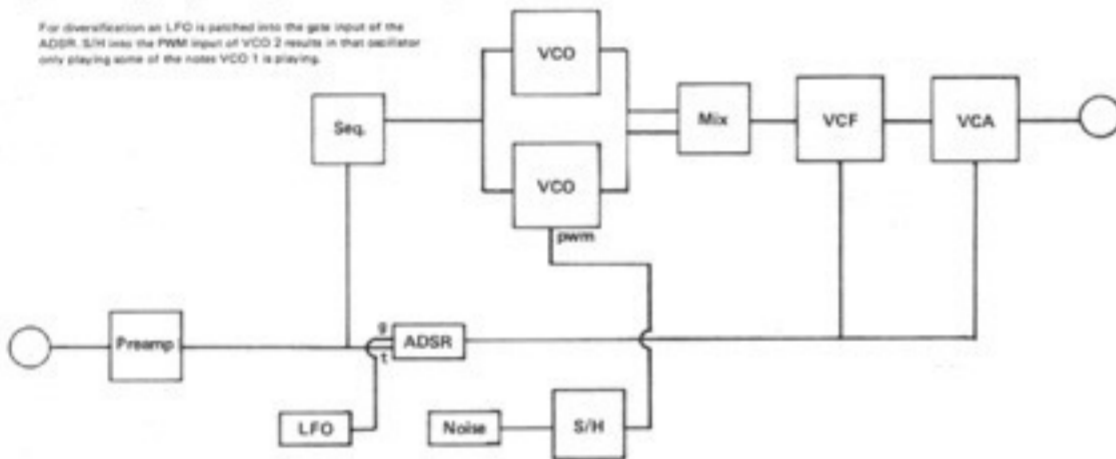 For diversification an LFO is patched into the gate input of the
ADSR. S/H into the PWM input of VCO 2 results in that oscillator
only playing some of the notes VCO 1 is playing.
VCO
Seq.
Mix
VCF
VCA
VCO
pwm
Preamp
g
ADSR
t
LFO
Noise
S/H